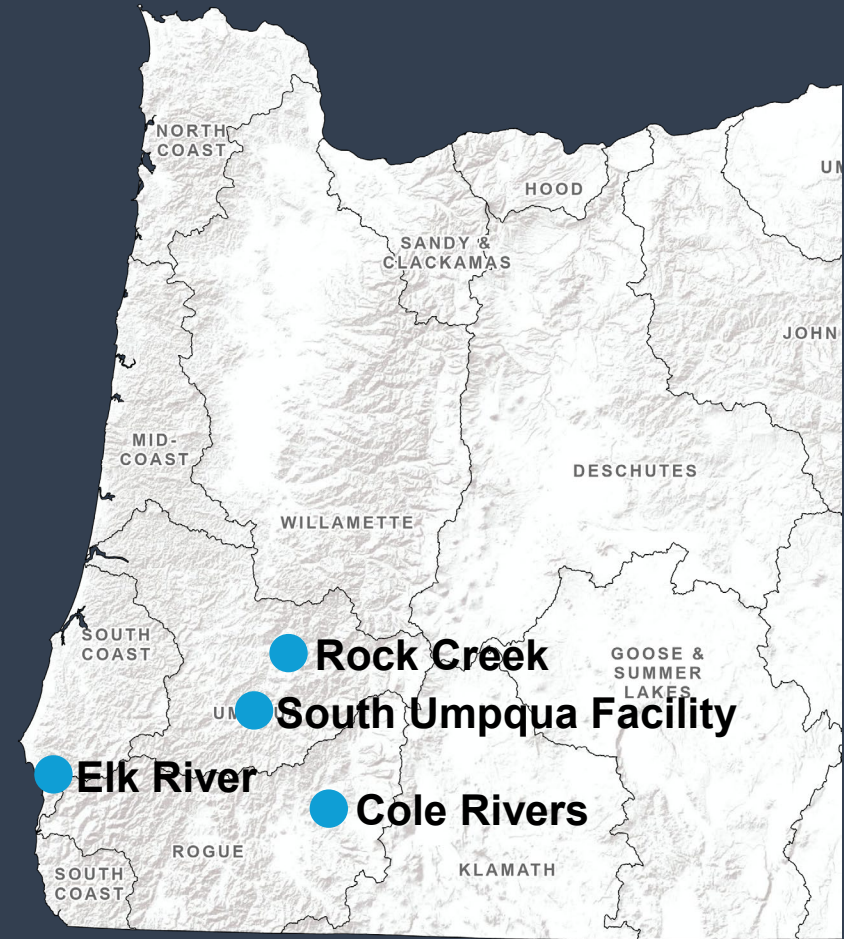 NORTH
COAST
HOOD
SANDY &
CLACKAMAS
JOHN
MID-
COAST
DESCHUTES
WILLAMETTE
SOUTH
COAST
Rock Creek
GOOSE &
SUMMER
LAKES
South Umpqua Facility
Elk River
Cole Rivers
ROGUE
KLAMATH
SOUTH
COAST